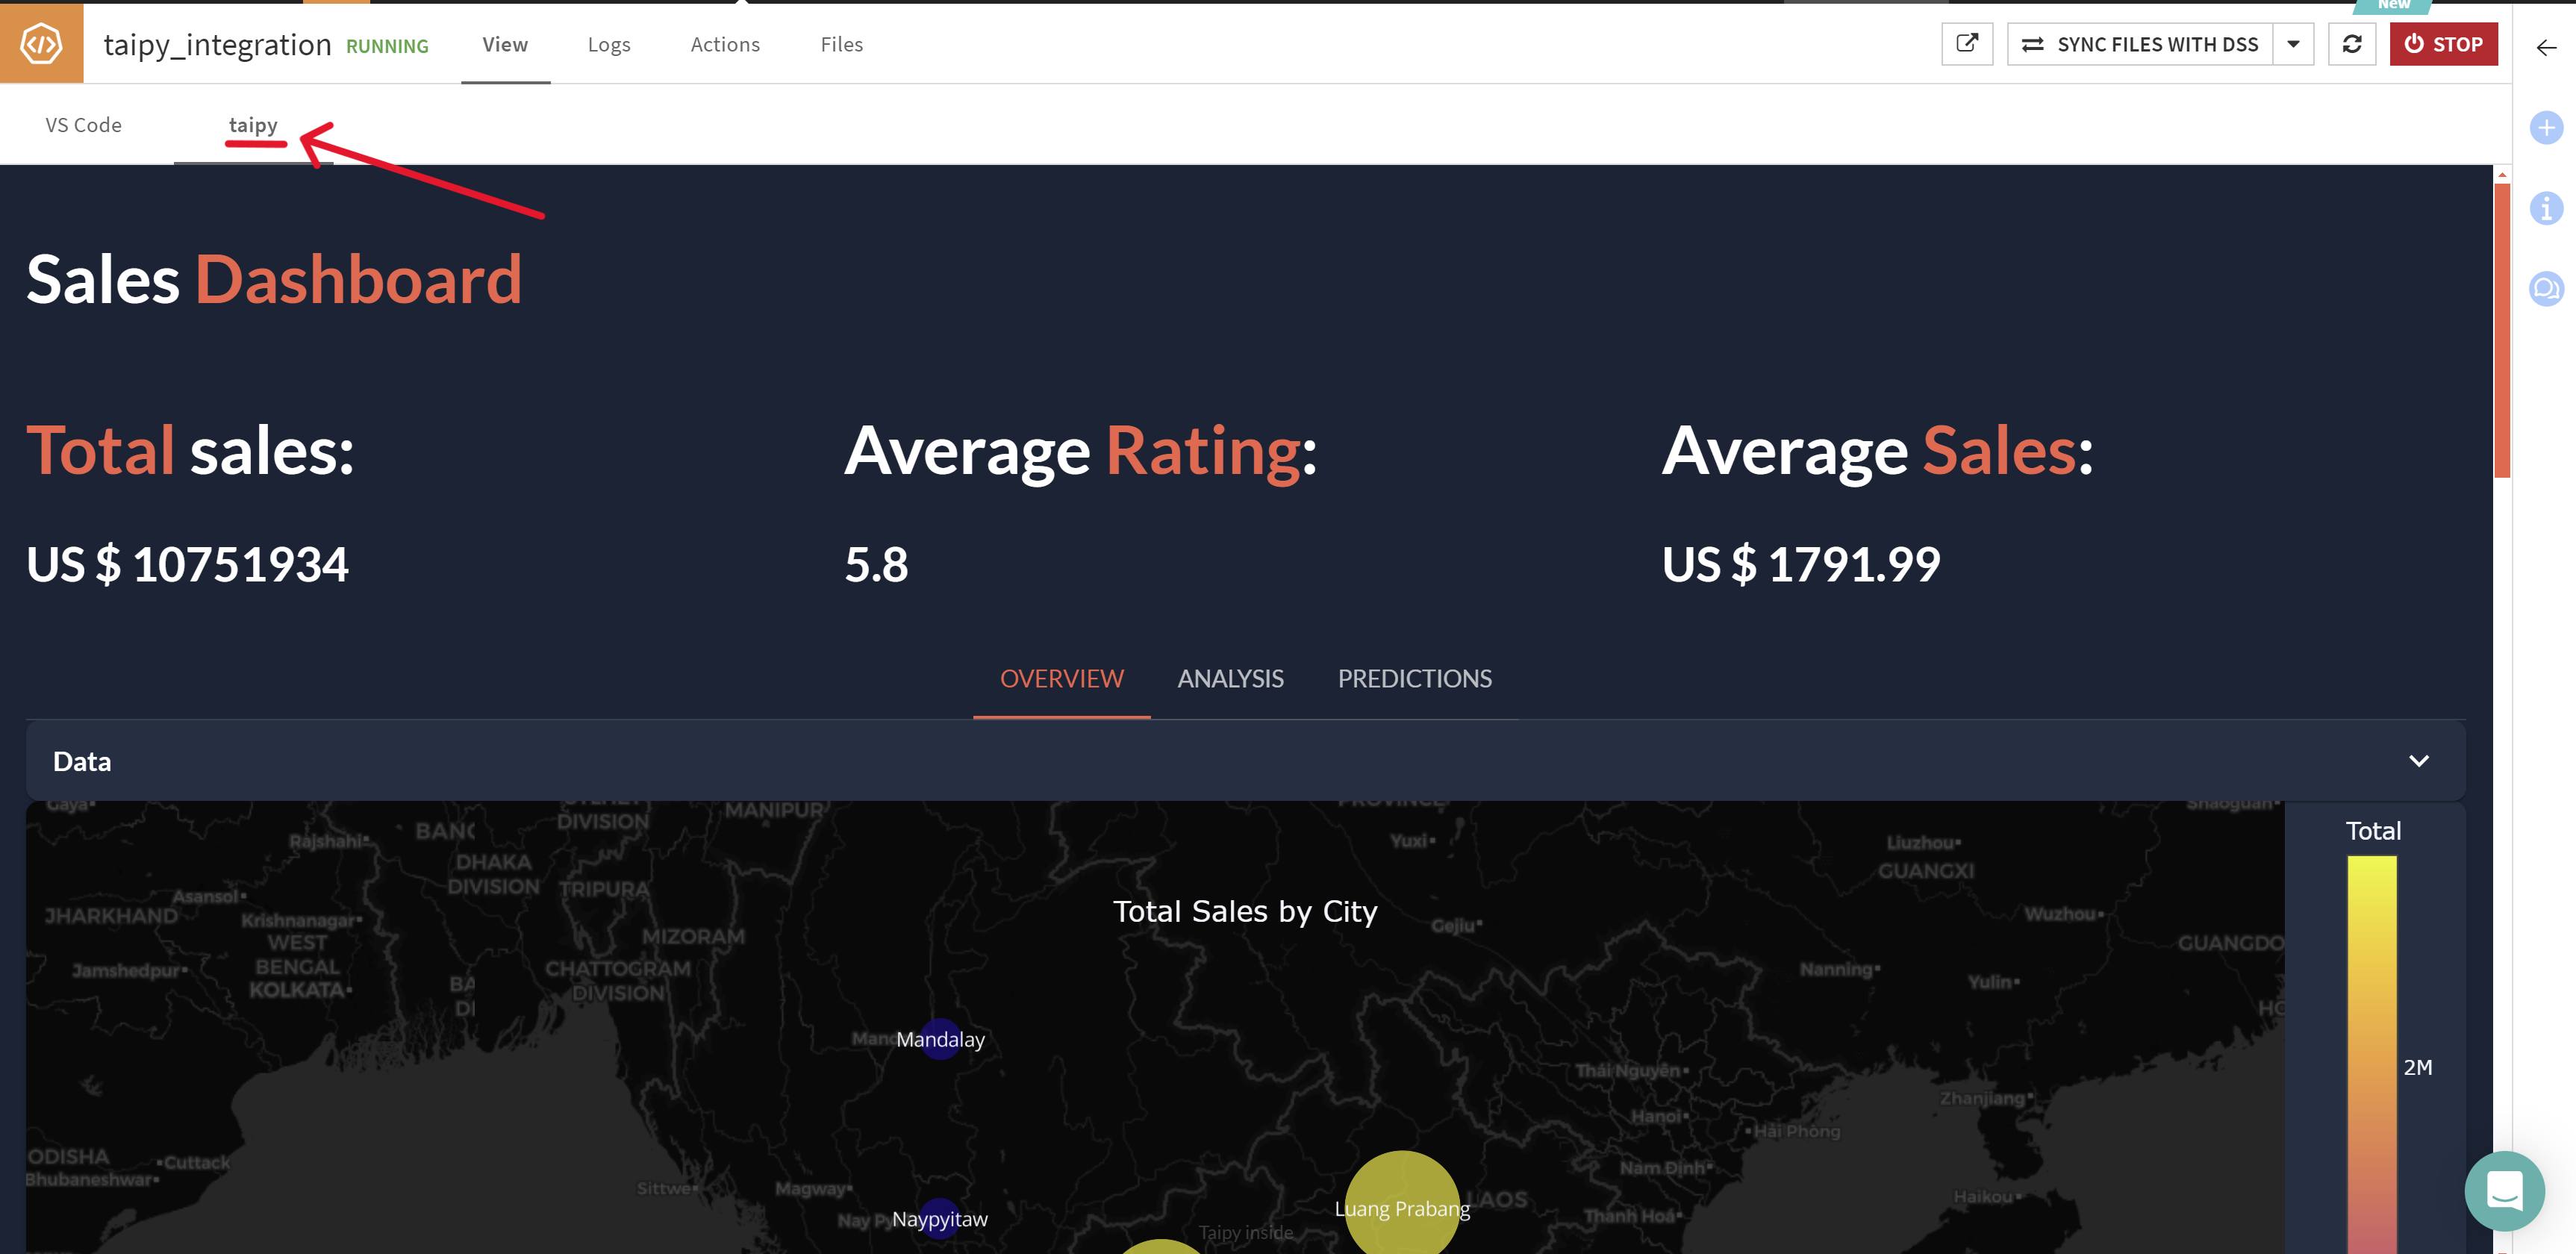 New
taipy_integration RUNNING View Logs Actions Files SYNC FILES WITH DSS STOP
VS Code taipy
Sales Dashboard
Total sales: Average Rating: Average Sales:
US $ 10751934 5.8 US $ 1791.99
OVERVIEW ANALYSIS PREDICTIONS
Data
Gaya
MANIPUR
Shaoguan
DIVISION
Rajshahi
BANG
Yuxi
Liuzhou
Total
DHAKA
DIVISION
TRIPURA
GUANGXI
Asansol
JHARKHAND
Krishnanagar
Total Sales by City
Gejiu
Wuzhou
WEST
BENGAL
KOLKATA
MIZORAM
GUANGDO
Jamshedpur
CHATTOGRAM
DIVISION
BA
DI
Nanning
Yulin
HO
Mandalay
Thái Nguyên
2M
Hanoi
Zhanjiang
Hải Phòng
ODISHA
Bhubaneshwar
Cuttack
Nam Định
Sittwe
Magway
Haikou
Nay Py
Naypyitaw
Luang Prabang
LAOS
Thanh Hoá
Taipy inside